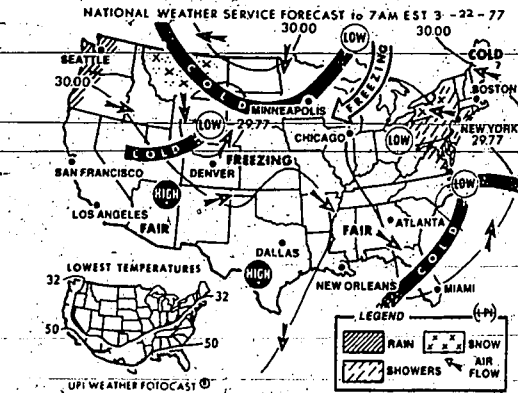 NATIONAL WEATHER SERVICE FORECAST to 7AM EST 3-22-77
30.00
30.00
LOW
COLD
SEATTLE
FREEZING
30.00
COLD
BOSTON
MINNEAPOLIS
LOW
29.77
CHICAGO
LOW
NEW YORK
29.77
COLD
FREEZING
SAN FRANCISCO
DENVER
HIGH
LOW
LOS ANGELES
FAIR
FAIR
ATLANTA
DALLAS
COLD
LOWEST TEMPERATURES
HIGH
32
32
NEW ORLEANS
MIAMI
LEGEND
50
50
RAIN
SNOW
SHOWERS
AIR
FLOW
UPI WEATHER FOTOCAST ®